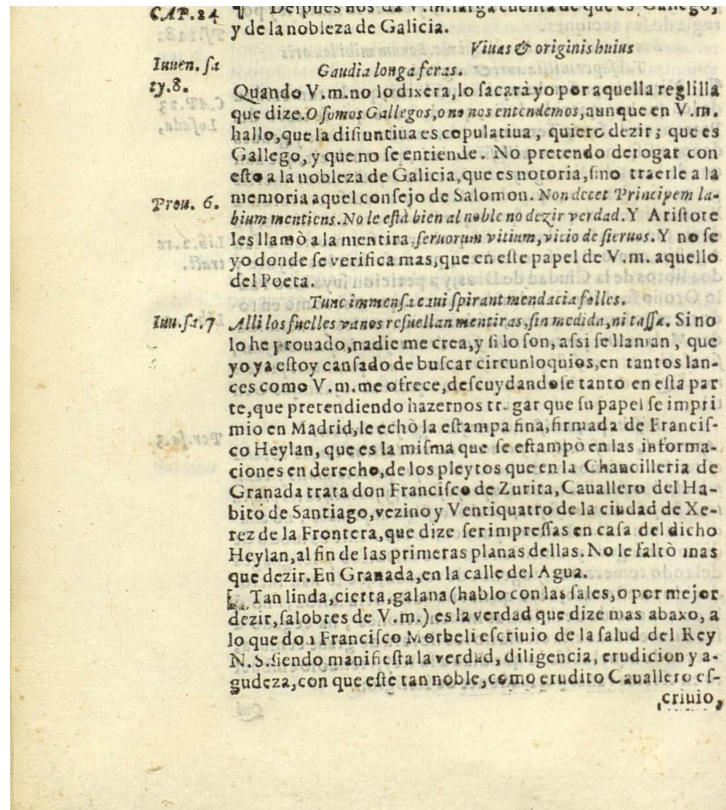 CAP.24
¶ Despues nos da V.m. larga cuenta de que es Gallego,
y de la nobleza de Galicia.
Viuas & originis huius
Iuuen. ſa
ty.8.
Gaudia longa feras.
Quando V.m. no lo dixera, lo ſacarà yo por aquella reglilla
que dize. O ſomos Gallegos, o no nos entendemos, aunque en V.m.
hallo, que la diſiuntiua es copulatiua, quiero dezir; que es
Gallego, y que no ſe entiende. No pretendo derogar con
eſto a la nobleza de Galicia, que es notoria, ſino traerle a la
memoria aquel conſejo de Salomon. Non decet Principem la-
Prou. 6.
bium mentiens. No le eſtà bien al noble no dezir verdad. Y Ariſtote
les llamò a la mentira ſeruorum vitium, vicio de ſieruos. Y no ſe
yo donde ſe verifica mas, que en eſte papel de V.m. aquello
del Poeta.
Tunc immenſa caui ſpirant mendacia folles.
Iuu.ſa.7
Alli los fuelles vanos reſuellan mentiras, ſin medida, ni taſſa. Si no
lo he prouado, nadie me crea, y ſi lo ſon, aſsi ſe llaman, que
yo ya eſtoy canſado de buſcar circunloquios, en tantos lan-
ces como V.m. me ofrece, deſcuydandoſe tanto en eſta par
te, que pretendiendo hazernos tragar que ſu papel ſe impri
mio en Madrid, le echò la eſtampa fina, firmada de Franciſ-
co Heylan, que es la miſma que ſe eſtampò en las informa-
ciones en derecho, de los pleytos que en la Chancilleria de
Granada trata don Franciſco de Zurita, Cauallero del Ha-
bito de Santiago, vezino y Ventiquatro de la ciudad de Xe-
rez de la Frontera, que dize ſer impreſſas en caſa del dicho
Heylan, al fin de las primeras planas dellas. No le faltò mas
que dezir. En Granada, en la calle del Agua.
Tan linda, cierta, galana (hablo con las ſales, o por mejor
dezir, ſalobres de V.m.) es la verdad que dize mas abaxo, a
lo que don Franciſco Morbeli eſcriuio de la ſalud del Rey
N.S. ſiendo manifieſta la verdad, diligencia, erudicion y a-
gudeza, con que eſte tan noble, como erudito Cauallero eſ-
criuio,